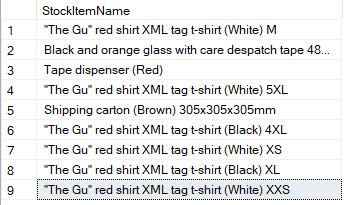 StockItemName
1 "The Gu" red shirt XML tag t-shirt (White) M
2 Black and orange glass with care despatch tape 48...
3 Tape dispenser (Red)
4 "The Gu" red shirt XML tag t-shirt (White) 5XL
5 Shipping carton (Brown) 305x305x305mm
6 "The Gu" red shirt XML tag t-shirt (Black) 4XL
7 "The Gu" red shirt XML tag t-shirt (White) XS
8 "The Gu" red shirt XML tag t-shirt (Black) XL
9 "The Gu" red shirt XML tag t-shirt (White) XXS